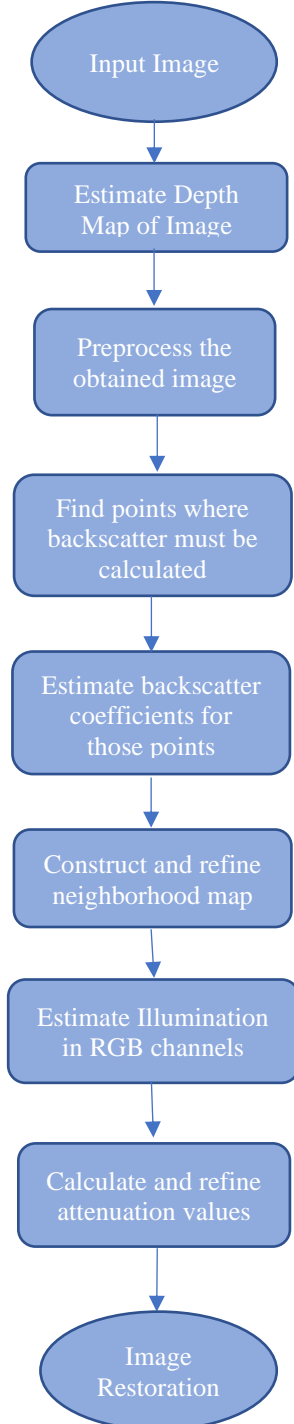 Input Image
Estimate Depth
Map of Image
Preprocess the
obtained image
Find points where
backscatter must be
calculated
Estimate backscatter
coefficients for
those points
Construct and refine
neighborhood map
Estimate Illumination
in RGB channels
Calculate and refine
attenuation values
Image
Restoration